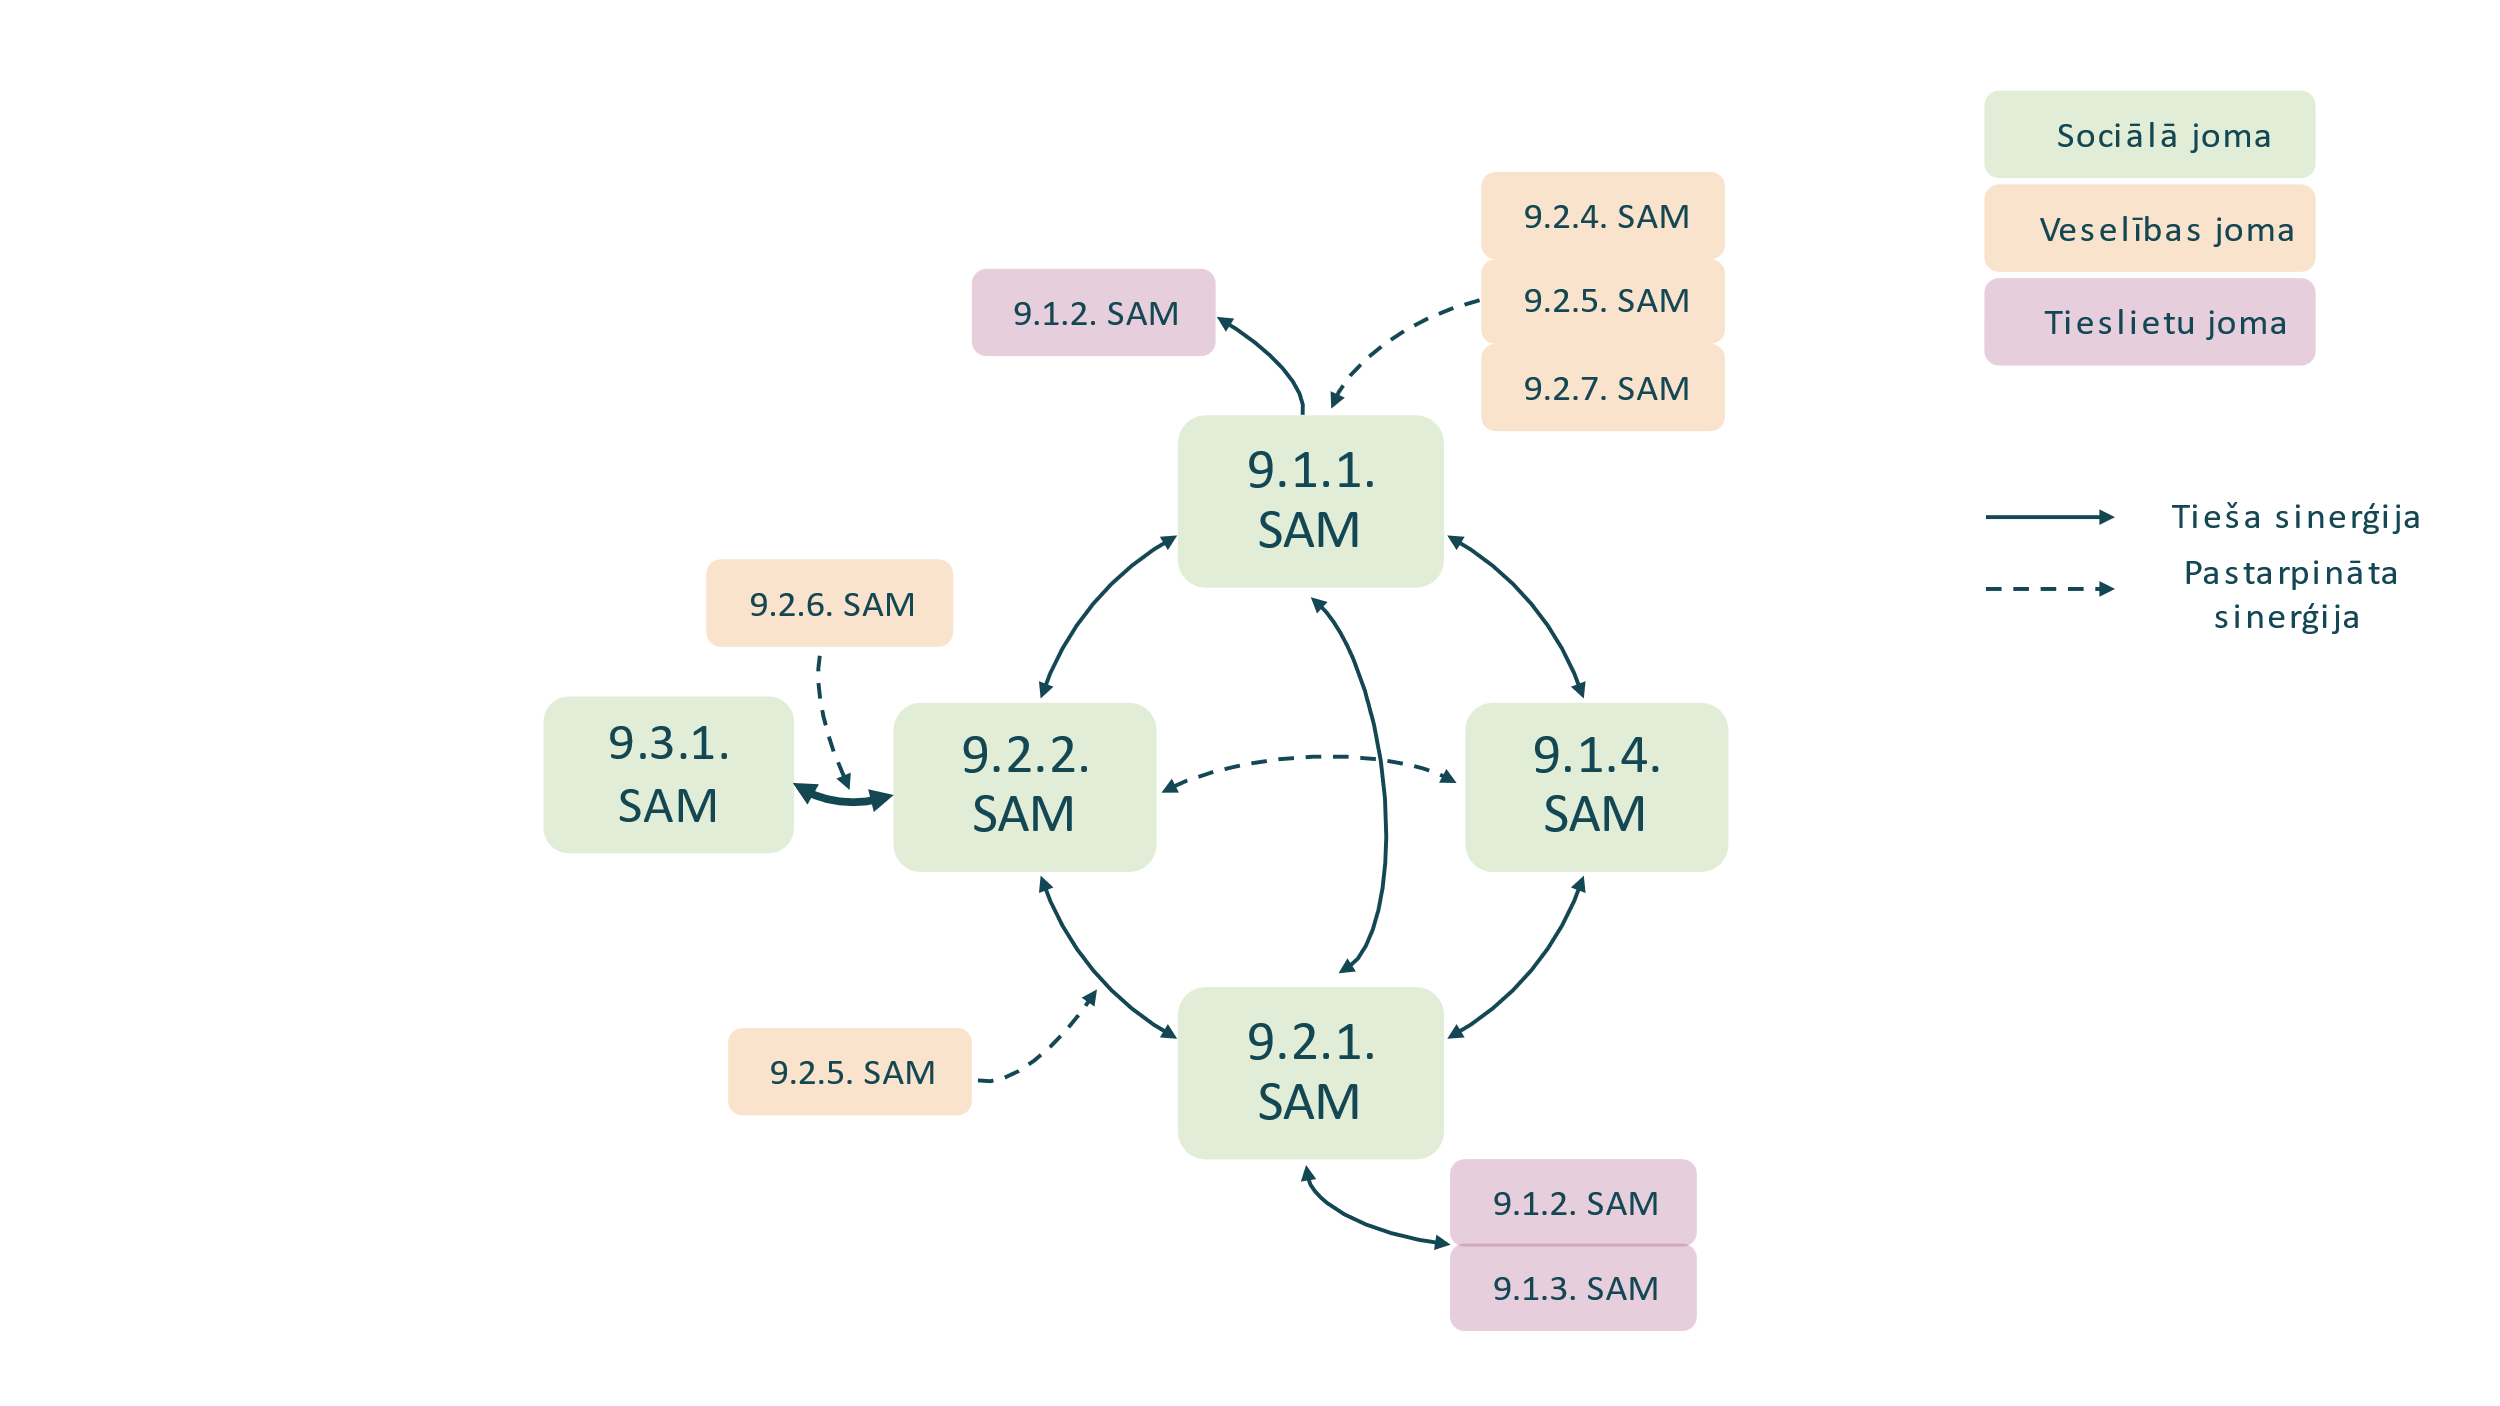 Sociālā joma
Veselības joma
Tieslietu joma
9.2.4. SAM
9.2.5. SAM
9.2.7. SAM
9.1.2. SAM
9.1.1.
SAM
Tieša sinerģija
Pastarpināta
sinerģija
9.2.6. SAM
9.3.1.
SAM
9.2.2.
SAM
9.1.4.
SAM
9.2.5. SAM
9.2.1.
SAM
9.1.2. SAM
9.1.3. SAM